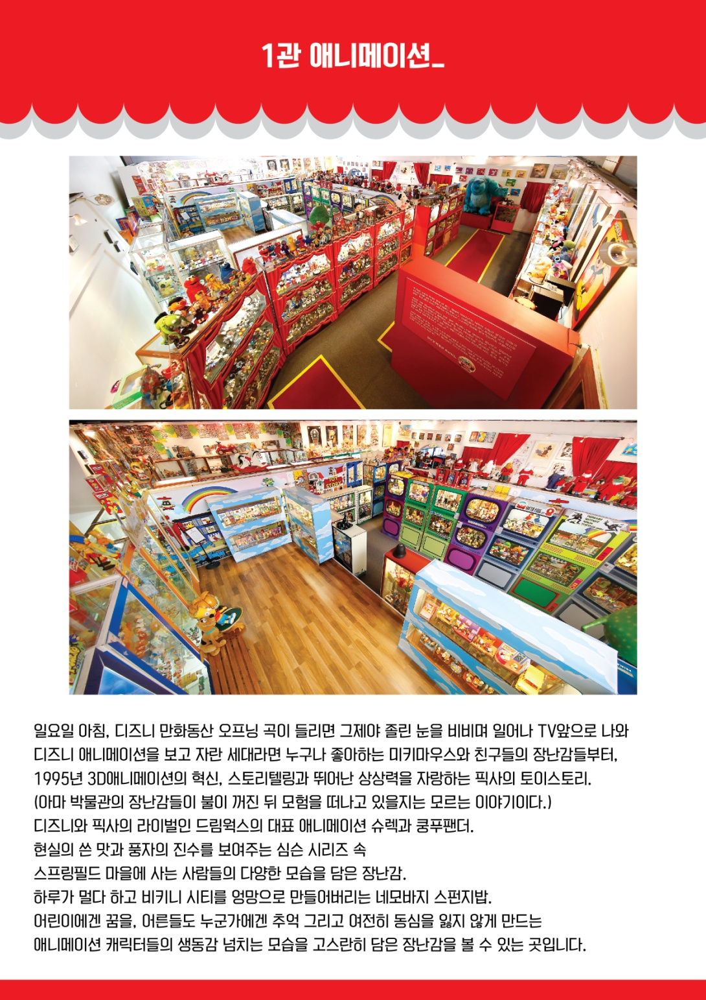 1관 애니메이션_
TOY
STORY
일요일 아침, 디즈니 만화동산 오프닝 곡이 들리면 그제야 졸린 눈을 비비며 일어나 TV앞으로 나와
디즈니 애니메이션을 보고 자란 세대라면 누구나 좋아하는 미키마우스와 친구들의 장난감들부터,
1995년 3D애니메이션의 혁신, 스토리텔링과 뛰어난 상상력을 자랑하는 픽사의 토이스토리.
(아마 박물관의 장난감들이 불이 꺼진 뒤 모험을 떠나고 있을지는 모르는 이야기이다.)
디즈니와 픽사의 라이벌인 드림웍스의 대표 애니메이션 슈렉과 쿵푸팬더.
현실의 쓴 맛과 풍자의 진수를 보여주는 심슨 시리즈 속
스프링필드 마을에 사는 사람들의 다양한 모습을 담은 장난감.
하루가 멀다 하고 비키니 시티를 엉망으로 만들어버리는 네모바지 스펀지밥.
어린이에겐 꿈을, 어른들도 누군가에겐 추억 그리고 여전히 동심을 잃지 않게 만드는
애니메이션 캐릭터들의 생동감 넘치는 모습을 고스란히 담은 장난감을 볼 수 있는 곳입니다.